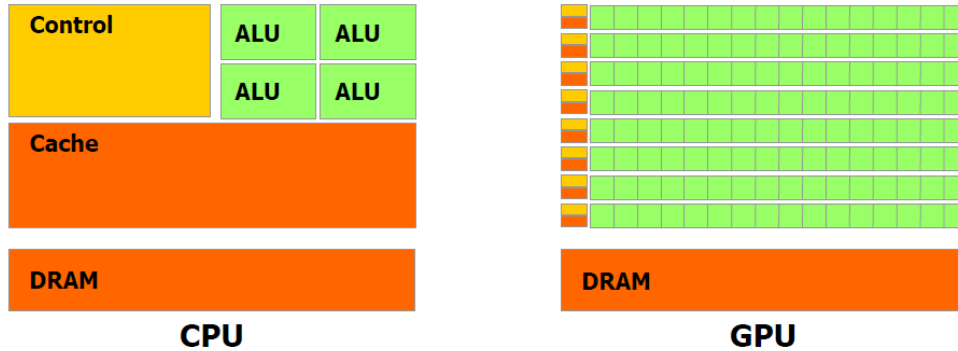 Control
ALU ALU
ALU ALU
Cache
DRAM
CPU
DRAM
GPU